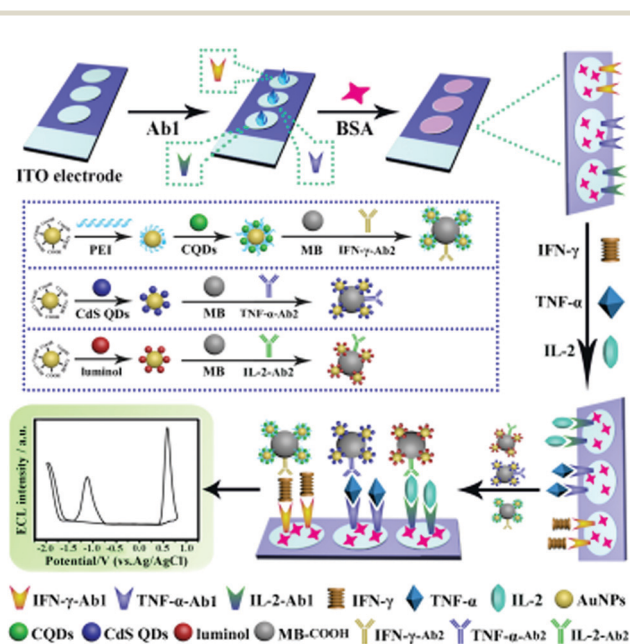 Ab1
BSA
ITO electrode
COOH
PEI
CQDs
MB
IFN-γ-Ab2
CdS QDs
MB
TNF-α-Ab2
luminol
MB
IL-2-Ab2
IFN-γ
TNF-α
IL-2
ECL intensity / a.u.
-2.0 -1.5 -1.0 -0.5 0.0 0.5 1.0
Potential/V (vs.Ag/AgCl)
IFN-γ-Ab1 TNF-α-Ab1 IL-2-Ab1 IFN-γ TNF-α IL-2 AuNPs
CQDs CdS QDs luminol MB-COOH IFN-γ-Ab2 TNF-α-Ab2 IL-2-Ab2